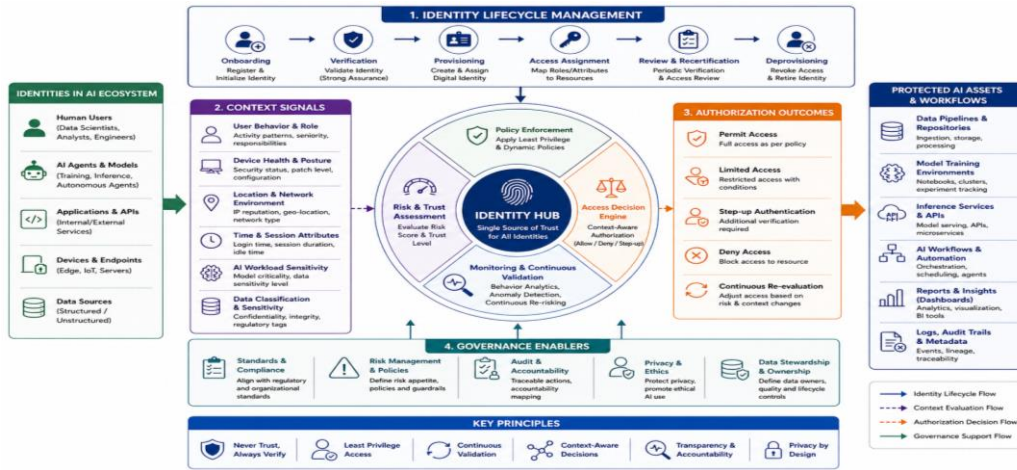 1. IDENTITY LIFECYCLE MANAGEMENT
Onboarding
Register &
Initialize Identity
Verification
Validate Identity
(Strong Assurance)
Provisioning
Create & Assign
Digital Identity
Access Assignment
Map Roles/Attributes
to Resources
Review & Recertification
Periodic Verification
& Access Review
Deprovisioning
Revoke Access
& Retire Identity
IDENTITIES IN AI ECOSYSTEM
Human Users
(Data Scientists,
Analysts, Engineers)
AI Agents & Models
(Training, Inference,
Autonomous Agents)
Applications & APIs
(Internal/External
Services)
Devices & Endpoints
(Edge, IoT, Servers)
Data Sources
(Structured /
Unstructured)
2. CONTEXT SIGNALS
User Behavior & Role
Activity patterns, seniority,
responsibilities
Device Health & Posture
Security status, patch level,
configuration
Location & Network
Environment
IP reputation, geo-location,
network type
Time & Session Attributes
Login time, session duration,
idle time
AI Workload Sensitivity
Model criticality, data
sensitivity level
Data Classification
& Sensitivity
Confidentiality, integrity,
regulatory tags
Policy Enforcement
Apply Least Privilege
& Dynamic Policies
Risk & Trust
Assessment
Evaluate Risk
Score & Trust
Level
IDENTITY HUB
Single Source of Trust
for All Identities
Access Decision
Engine
Context-Aware
Authorization
(Allow / Deny / Step-up)
Monitoring & Continuous
Validation
Behavior Analytics,
Anomaly Detection,
Continuous Re-risking
3. AUTHORIZATION OUTCOMES
Permit Access
Full access as per policy
Limited Access
Restricted access with
conditions
Step-up Authentication
Additional verification
required
Deny Access
Block access to resource
Continuous Re-evaluation
Adjust access based on
risk & context changes
PROTECTED AI ASSETS
& WORKFLOWS
Data Pipelines &
Repositories
Ingestion, storage,
processing
Model Training
Environments
Notebooks, clusters,
experiment tracking
Inference Services
& APIs
Model serving, APIs,
microservices
AI Workflows &
Automation
Orchestration,
scheduling, agents
Reports & Insights
(Dashboards)
Analytics, visualization,
BI tools
Logs, Audit Trails
& Metadata
Events, lineage,
traceability
4. GOVERNANCE ENABLERS
Standards &
Compliance
Align with regulatory
and organizational
standards
Risk Management
& Policies
Define risk appetite,
policies and guardrails
Audit &
Accountability
Traceable actions,
accountability
mapping
Privacy &
Ethics
Protect privacy,
promote ethical
AI use
Data Stewardship
& Ownership
Define data owners,
quality and lifecycle
controls
Identity Lifecycle Flow
Context Evaluation Flow
Authorization Decision Flow
Governance Support Flow
KEY PRINCIPLES
Never Trust,
Always Verify
Least Privilege
Access
Continuous
Validation
Context-Aware
Decisions
Transparency &
Accountability
Privacy by
Design